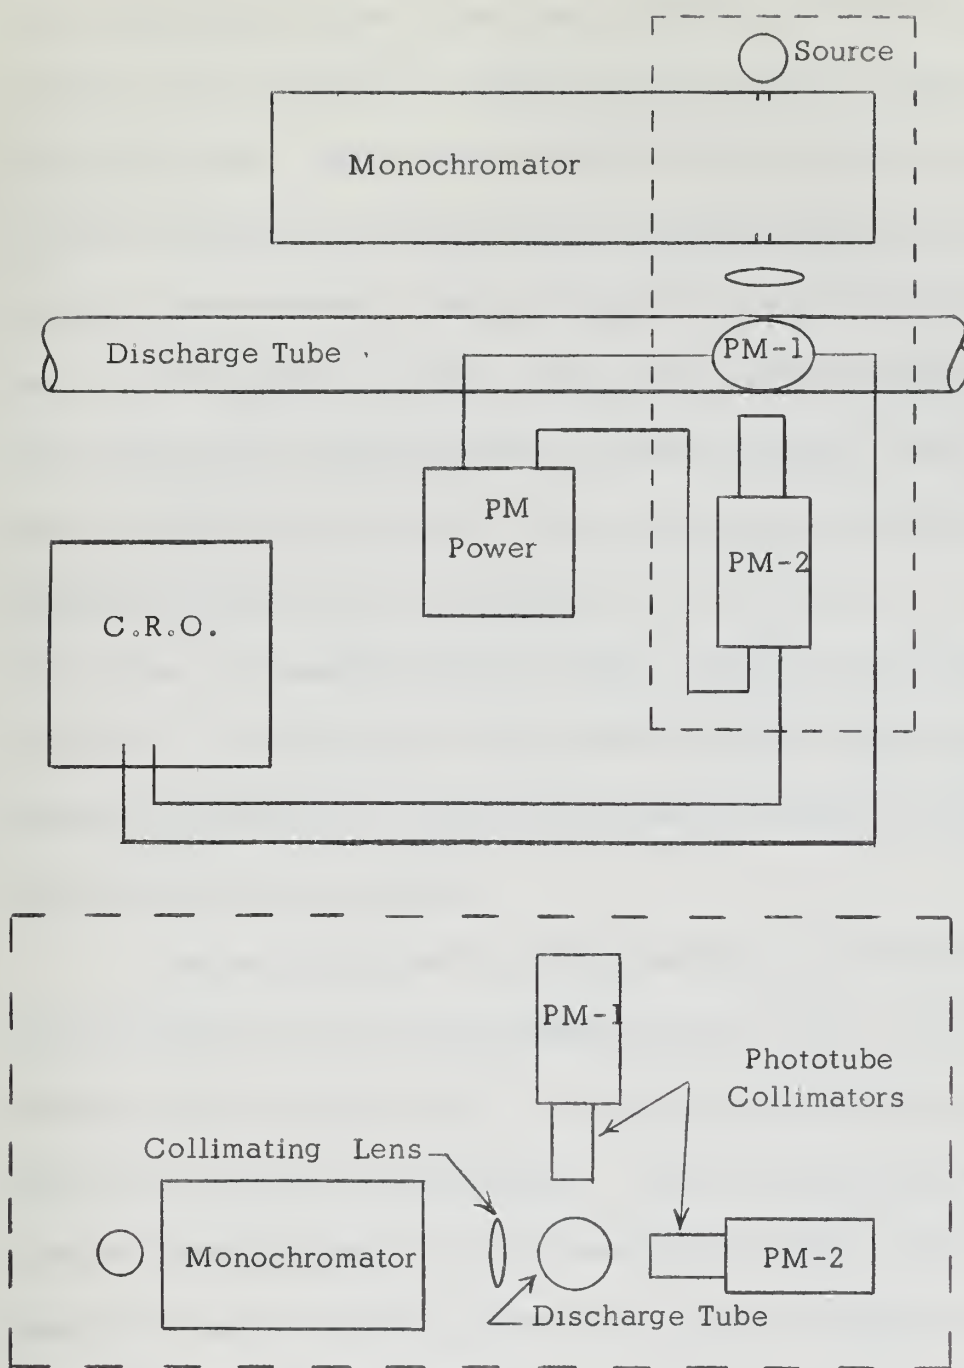 Source
Monochromator
Discharge Tube
PM-1
PM
Power
PM-2
C.R.O.
PM-1
Phototube
Collimators
Collimating Lens
Monochromator
PM-2
Discharge Tube